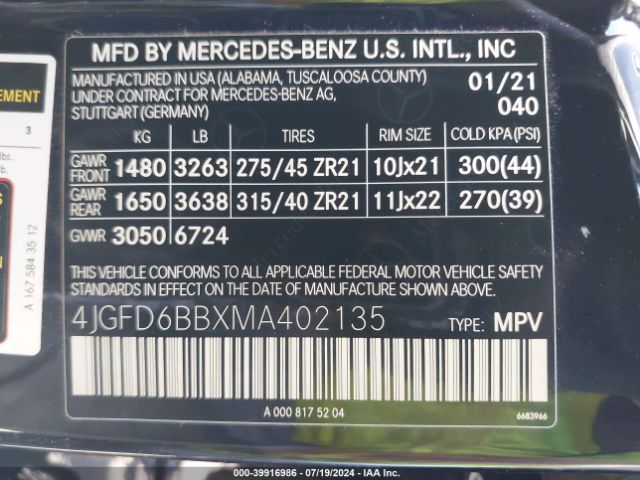 MFD BY MERCEDES-BENZ U.S. INTL., INC
MANUFACTURED IN USA (ALABAMA, TUSCALOOSA COUNTY) 01/21
UNDER CONTRACT FOR MERCEDES-BENZ AG, 040
STUTTGART (GERMANY)
KG LB TIRES RIM SIZE COLD KPA (PSI)
GAWR FRONT 1480 3263 275/45 ZR21 10Jx21 300(44)
GAWR REAR 1650 3638 315/40 ZR21 11Jx22 270(39)
GVWR 3050 6724
THIS VEHICLE CONFORMS TO ALL APPLICABLE FEDERAL MOTOR VEHICLE SAFETY
STANDARDS IN EFFECT ON THE DATE OF MANUFACTURE SHOWN ABOVE.
4JGFD6BBXMA402135 TYPE: MPV
A 000 817 52 04
6683966
EMENT
3
lbs.
lb.
A 167 584 35 12
000-39916986 - 07/19/2024 - IAA Inc.